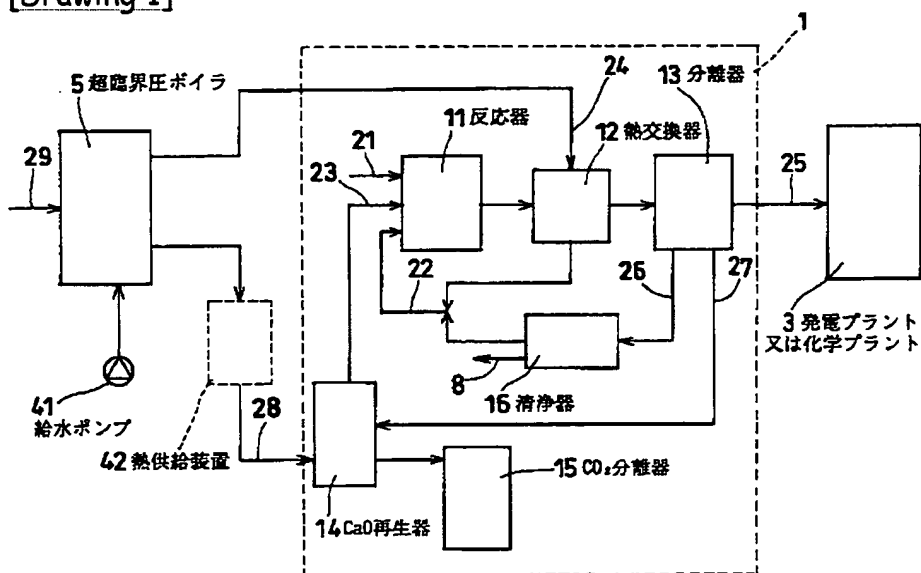 [Drawing 1]
1
5 超臨界圧ボイラ
24
13 分離器
11 反応器
12 熱交換器
21
29
23
25
22
26
27
3 発電プラント
又は化学プラント
8
16 清浄器
41
給水ポンプ
28
42 熱供給装置
15 CO₂分離器
14 CaO再生器